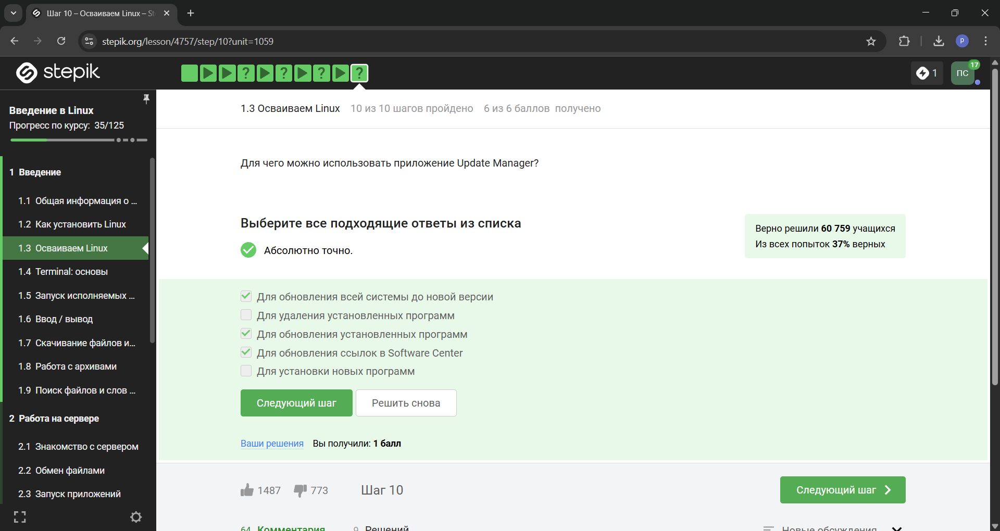 Шаг 10 – Осваиваем Linux – St
stepik.org/lesson/4757/step/10?unit=1059
P
stepik
? ? ? ?
1
ПС
17
Введение в Linux
Прогресс по курсу: 35/125
1 Введение
1.1 Общая информация о ...
1.2 Как установить Linux
1.3 Осваиваем Linux
1.4 Terminal: основы
1.5 Запуск исполняемых ...
1.6 Ввод / вывод
1.7 Скачивание файлов и...
1.8 Работа с архивами
1.9 Поиск файлов и слов ...
2 Работа на сервере
2.1 Знакомство с сервером
2.2 Обмен файлами
2.3 Запуск приложений
1.3 Осваиваем Linux 10 из 10 шагов пройдено 6 из 6 баллов получено
Для чего можно использовать приложение Update Manager?
Выберите все подходящие ответы из списка
Абсолютно точно.
Верно решили 60 759 учащихся
Из всех попыток 37% верных
Для обновления всей системы до новой версии
Для удаления установленных программ
Для обновления установленных программ
Для обновления ссылок в Software Center
Для установки новых программ
Следующий шаг
Решить снова
Ваши решения Вы получили: 1 балл
1487 773 Шаг 10
Следующий шаг
64 Комментария 9 Решений
Новые обсуждения